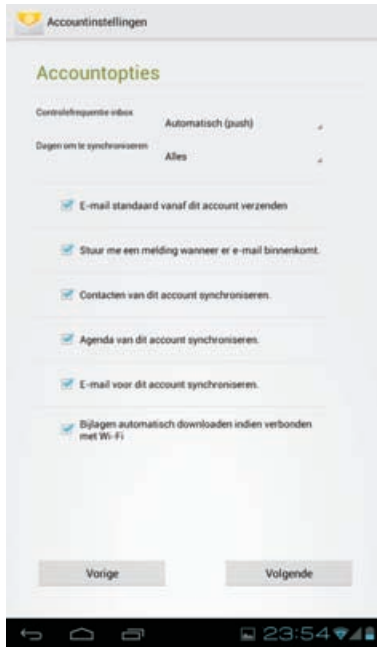 Accountinstellingen
Accountopties
Controlefrequentie inbox
Automatisch (push)
Dagen om te synchroniseren
Alles
E-mail standaard vanaf dit account verzenden
Stuur me een melding wanneer er e-mail binnenkomt.
Contacten van dit account synchroniseren.
Agenda van dit account synchroniseren.
E-mail voor dit account synchroniseren.
Bijlagen automatisch downloaden indien verbonden
met Wi-Fi
Vorige
Volgende
23:54